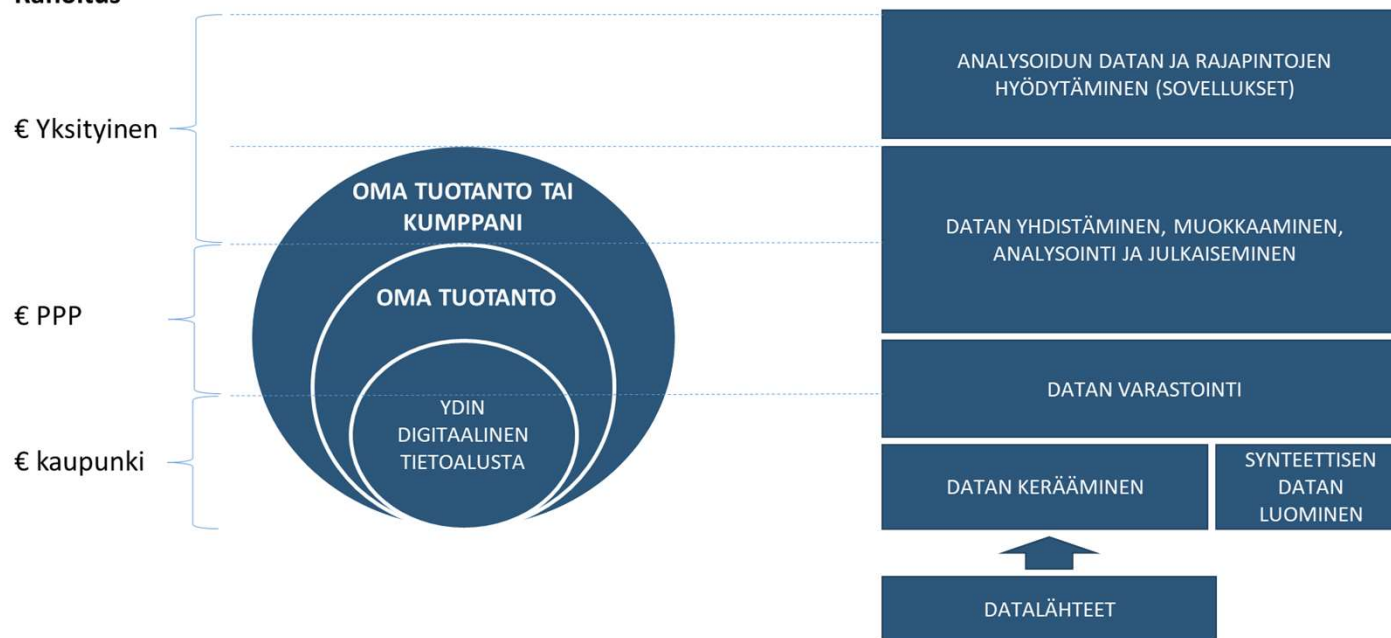 € Yksityinen
€ PPP
€ kaupunki
OMA TUOTANTO TAI
KUMPPANI
OMA TUOTANTO
YDIN
DIGITAALINEN
TIETOALUSTA
ANALYSOIDUN DATAN JA RAJAPINTOJEN
HYÖDYTÄMINEN (SOVELLUKSET)
DATAN YHDISTÄMINEN, MUOKKAAMINEN,
ANALYSOINTI JA JULKAISEMINEN
DATAN VARASTOINTI
DATAN KERÄÄMINEN
SYNTEETTISEN
DATAN
LUOMINEN
DATALÄHTEET